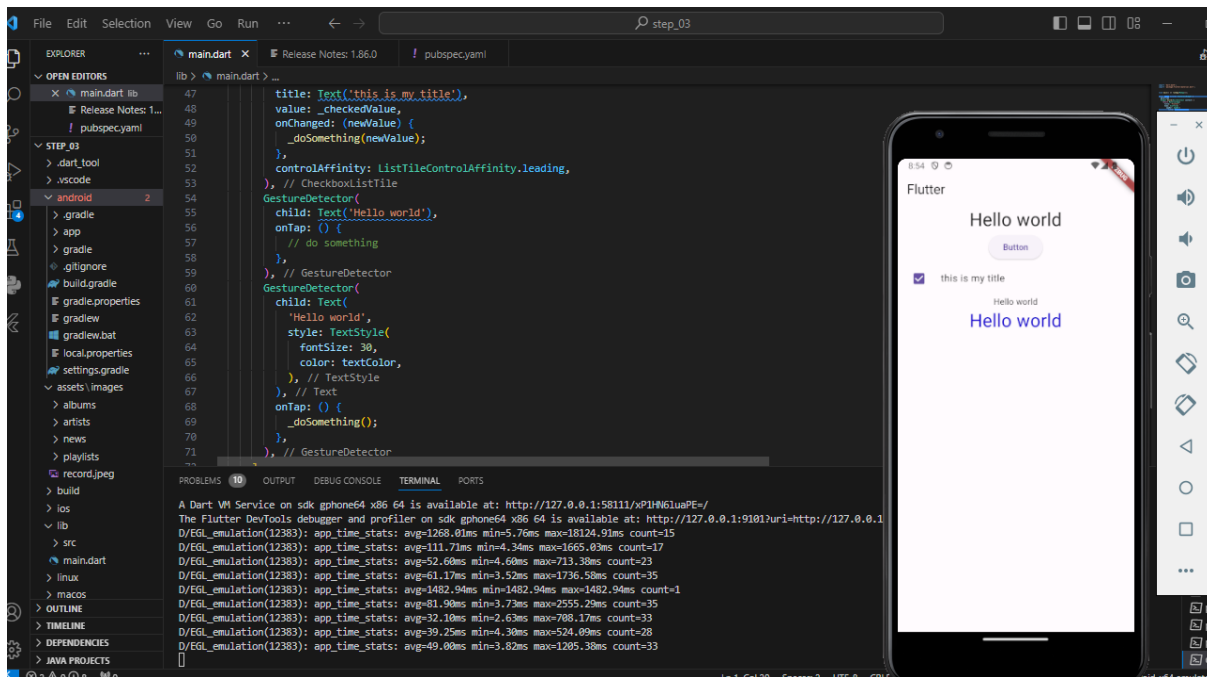 File Edit Selection View Go Run ··· step_03
EXPLORER ···
OPEN EDITORS
main.dart lib
Release Notes: 1...
! pubspec.yaml
STEP_03
.dart_tool
.vscode
android 2
.gradle
app
gradle
.gitignore
build.gradle
gradle.properties
gradlew
gradlew.bat
local.properties
settings.gradle
assets\images
albums
artists
news
playlists
record.jpeg
build
ios
lib
src
main.dart
linux
macos
OUTLINE
TIMELINE
DEPENDENCIES
JAVA PROJECTS
4
main.dart Release Notes: 1.86.0 ! pubspec.yaml
lib > main.dart > ...
47 title: Text('this is my title'),
48 value: _checkedValue,
49 onChanged: (newValue) {
50 _doSomething(newValue);
51 },
52 controlAffinity: ListTileControlAffinity.leading,
53 ), // CheckboxListTile
54 GestureDetector(
55 child: Text('Hello world'),
56 onTap: () {
57 // do something
58 },
59 ), // GestureDetector
60 GestureDetector(
61 child: Text(
62 'Hello world',
63 style: TextStyle(
64 fontSize: 30,
65 color: textColor,
66 ), // TextStyle
67 ), // Text
68 onTap: () {
69 _doSomething();
70 },
71 ), // GestureDetector
PROBLEMS 10 OUTPUT DEBUG CONSOLE TERMINAL PORTS
A Dart VM Service on sdk gphone64 x86 64 is available at: http://127.0.0.1:58111/xP1HN6luaPE=/
The Flutter DevTools debugger and profiler on sdk gphone64 x86 64 is available at: http://127.0.0.1:9101?uri=http://127.0.0.1
D/EGL_emulation(12383): app_time_stats: avg=1268.01ms min=5.76ms max=18124.91ms count=15
D/EGL_emulation(12383): app_time_stats: avg=111.71ms min=4.34ms max=1665.03ms count=17
D/EGL_emulation(12383): app_time_stats: avg=52.60ms min=4.60ms max=713.38ms count=23
D/EGL_emulation(12383): app_time_stats: avg=61.17ms min=3.52ms max=1736.58ms count=35
D/EGL_emulation(12383): app_time_stats: avg=1482.94ms min=1482.94ms max=1482.94ms count=1
D/EGL_emulation(12383): app_time_stats: avg=81.90ms min=3.73ms max=2555.29ms count=35
D/EGL_emulation(12383): app_time_stats: avg=32.10ms min=2.63ms max=708.17ms count=33
D/EGL_emulation(12383): app_time_stats: avg=39.25ms min=4.30ms max=524.09ms count=28
D/EGL_emulation(12383): app_time_stats: avg=49.00ms min=3.82ms max=1205.38ms count=33
8:54
Flutter
Hello world
Button
this is my title
Hello world
Hello world